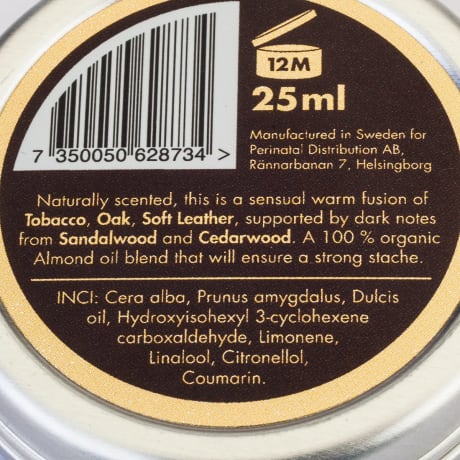 12M
25ml
Manufactured in Sweden for
Perinatal Distribution AB,
Rännarbanan 7, Helsingborg
7 350050 628734 >
Naturally scented, this is a sensual warm fusion of
Tobacco, Oak, Soft Leather, supported by dark notes
from Sandalwood and Cedarwood. A 100 % organic
Almond oil blend that will ensure a strong stache.
INCI: Cera alba, Prunus amygdalus, Dulcis
oil, Hydroxyisohexyl 3-cyclohexene
carboxaldehyde, Limonene,
Linalool, Citronellol,
Coumarin.